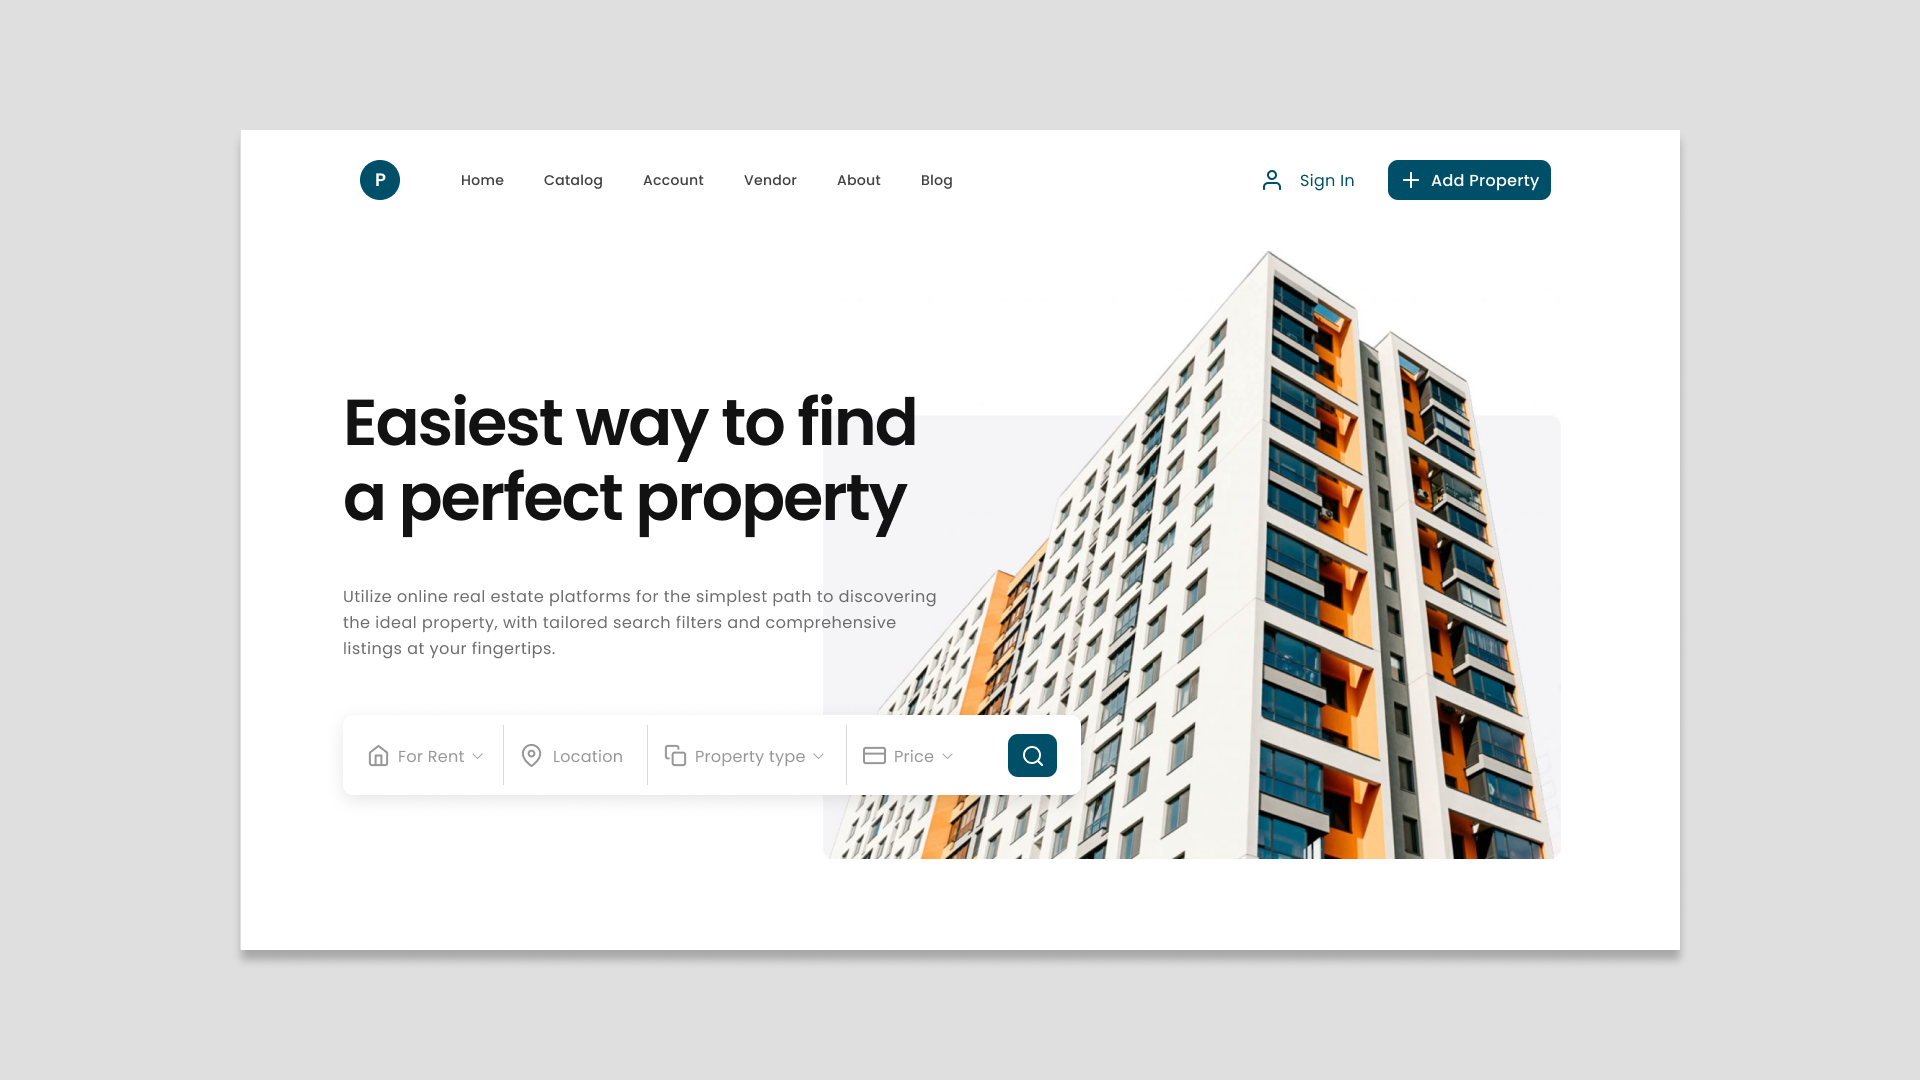 P
Home Catalog Account Vendor About Blog
Sign In
Add Property
Easiest way to find
a perfect property
Utilize online real estate platforms for the simplest path to discovering
the ideal property, with tailored search filters and comprehensive
listings at your fingertips.
For Rent Location Property type Price